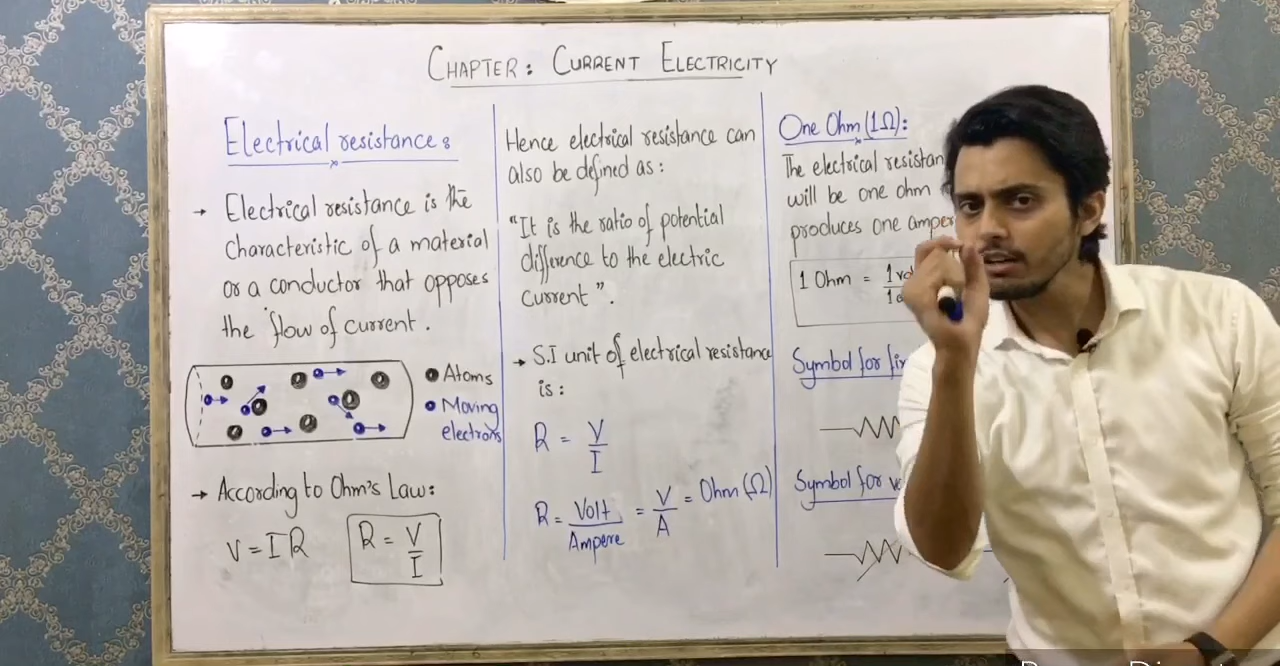 CHAPTER: CURRENT ELECTRICITY
Electrical resistance:
→ Electrical resistance is the
characteristic of a material
or a conductor that opposes
the flow of current.
Atoms
Moving
electrons
→ According to Ohm's Law:
V = IR
R = V/I
Hence electrical resistance can
also be defined as:
"It is the ratio of potential
difference to the electric
current".
→ S.I unit of electrical resistance
is:
R = V/I
R = Volt/Ampere = V/A = Ohm (Ω)
One Ohm (1Ω):
The electrical
will be one ohm
produces one
1 Ohm =
Symbol for
Symbol for